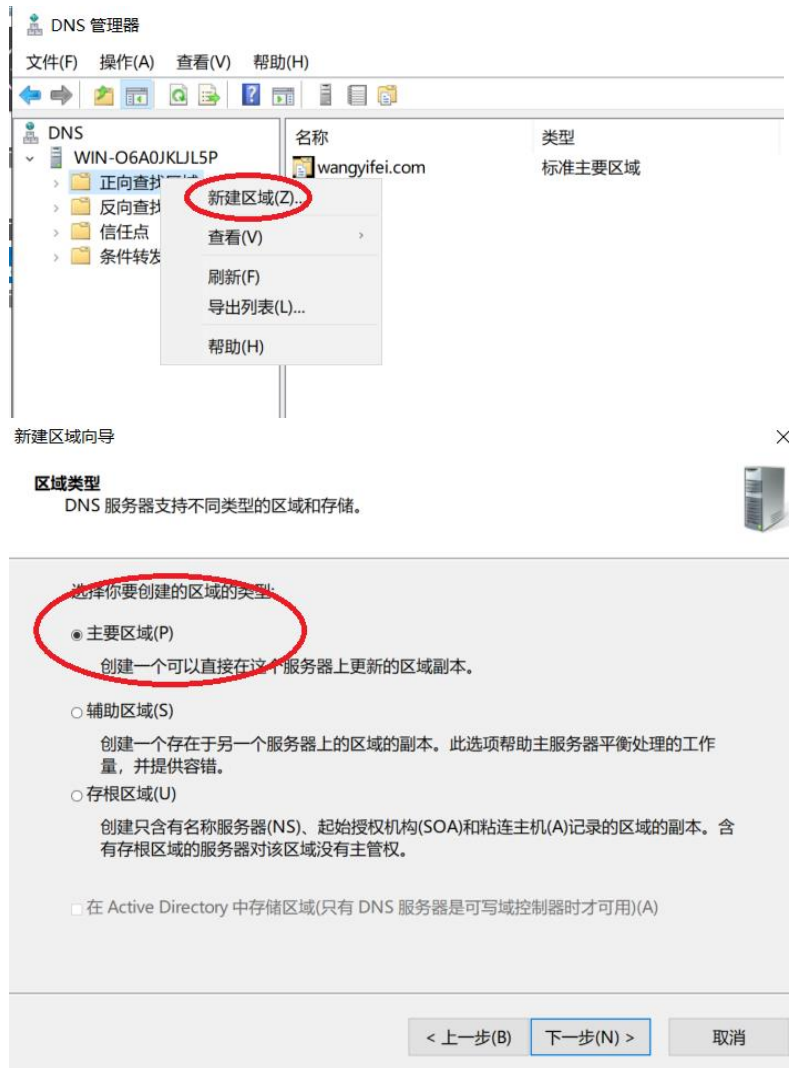 DNS 管理器
文件(F) 操作(A) 查看(V) 帮助(H)
DNS
WIN-O6A0JKLJL5P
正向查找区域
反向查找
信任点
条件转发
名称 类型
wangyifei.com 标准主要区域
新建区域(Z)...
查看(V)
刷新(F)
导出列表(L)...
帮助(H)
新建区域向导
区域类型
DNS 服务器支持不同类型的区域和存储。
选择你要创建的区域的类型:
主要区域(P)
创建一个可以直接在这个服务器上更新的区域副本。
辅助区域(S)
创建一个存在于另一个服务器上的区域的副本。此选项帮助主服务器平衡处理的工作
量，并提供容错。
存根区域(U)
创建只含有名称服务器(NS)、起始授权机构(SOA)和粘连主机(A)记录的区域的副本。含
有存根区域的服务器对该区域没有主管权。
在 Active Directory 中存储区域(只有 DNS 服务器是可写域控制器时才可用)(A)
< 上一步(B) 下一步(N) > 取消